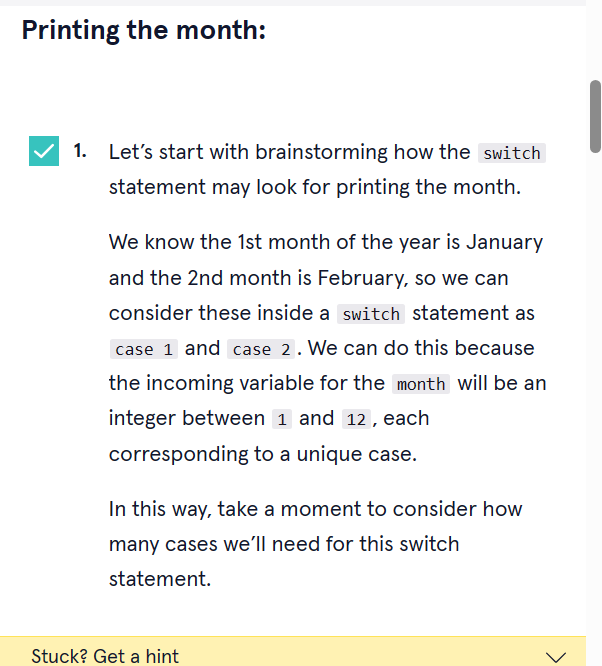 Printing the month:
1. Let’s start with brainstorming how the switch
statement may look for printing the month.
We know the 1st month of the year is January
and the 2nd month is February, so we can
consider these inside a switch statement as
case 1 and case 2. We can do this because
the incoming variable for the month will be an
integer between 1 and 12, each
corresponding to a unique case.
In this way, take a moment to consider how
many cases we’ll need for this switch
statement.
Stuck? Get a hint